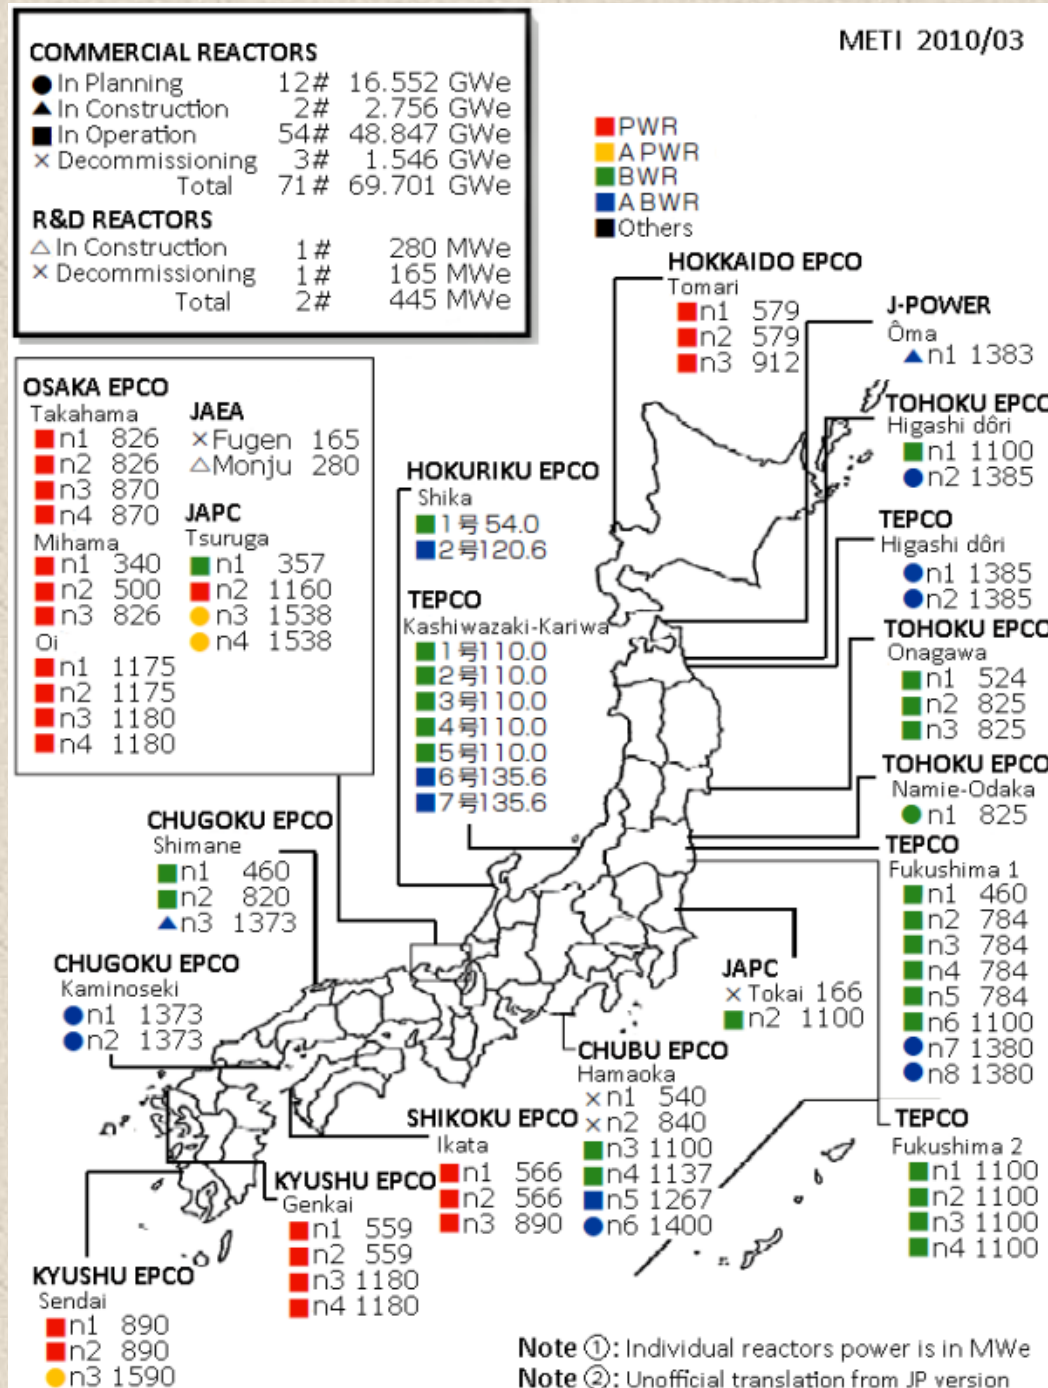 METI 2010/03
COMMERCIAL REACTORS
● In Planning 12# 16.552 GWe
▲ In Construction 2# 2.756 GWe
■ In Operation 54# 48.847 GWe
× Decommissioning 3# 1.546 GWe
Total 71# 69.701 GWe
R&D REACTORS
△ In Construction 1# 280 MWe
× Decommissioning 1# 165 MWe
Total 2# 445 MWe
PWR
APWR
BWR
ABWR
Others
HOKKAIDO EPCO
Tomari
n1 579
n2 579
n3 912
J-POWER
Ôma
n1 1383
OSAKA EPCO
Takahama
n1 826
n2 826
n3 870
n4 870
Mihama
n1 340
n2 500
n3 826
Oi
n1 1175
n2 1175
n3 1180
n4 1180
JAEA
× Fugen 165
△ Monju 280
JAPC
Tsuruga
n1 357
n2 1160
n3 1538
n4 1538
HOKURIKU EPCO
Shika
1号 54.0
2号120.6
TEPCO
Kashiwazaki-Kariwa
1号110.0
2号110.0
3号110.0
4号110.0
5号110.0
6号135.6
7号135.6
TOHOKU EPCO
Higashi dôri
n1 1100
n2 1385
TEPCO
Higashi dôri
n1 1385
n2 1385
TOHOKU EPCO
Onagawa
n1 524
n2 825
n3 825
TOHOKU EPCO
Namie-Odaka
n1 825
TEPCO
Fukushima 1
n1 460
n2 784
n3 784
n4 784
n5 784
n6 1100
n7 1380
n8 1380
CHUGOKU EPCO
Shimane
n1 460
n2 820
n3 1373
CHUGOKU EPCO
Kaminoseki
n1 1373
n2 1373
JAPC
× Tokai 166
n2 1100
CHUBU EPCO
Hamaoka
× n1 540
× n2 840
n3 1100
n4 1137
n5 1267
n6 1400
TEPCO
Fukushima 2
n1 1100
n2 1100
n3 1100
n4 1100
SHIKOKU EPCO
Ikata
n1 566
n2 566
n3 890
KYUSHU EPCO
Genkai
n1 559
n2 559
n3 1180
n4 1180
KYUSHU EPCO
Sendai
n1 890
n2 890
n3 1590
Note ①: Individual reactors power is in MWe
Note ②: Unofficial translation from JP version